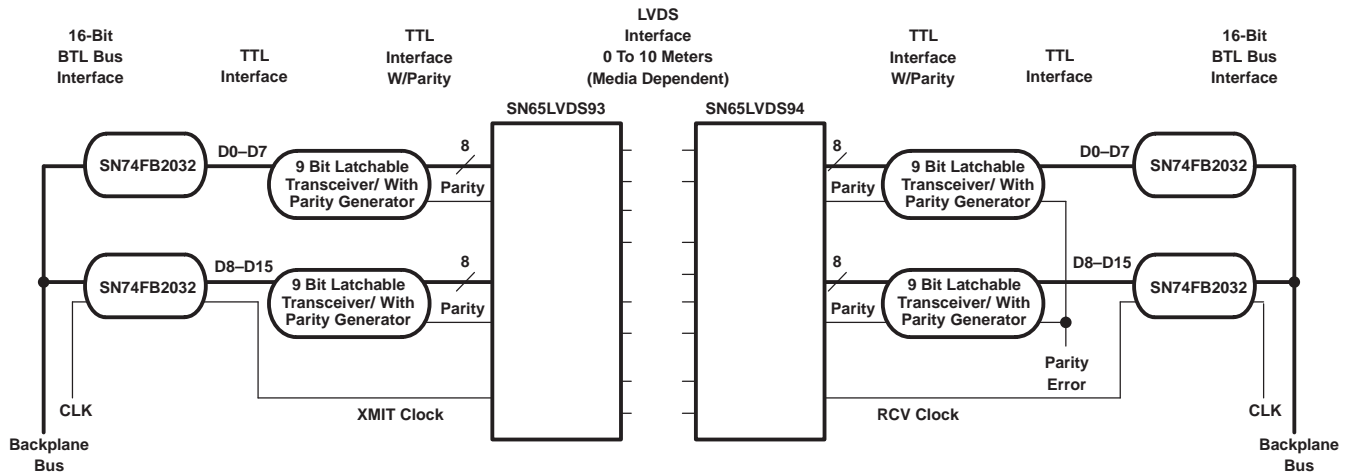 16-Bit
BTL Bus
Interface
TTL
Interface
TTL
Interface
W/Parity
LVDS
Interface
0 To 10 Meters
(Media Dependent)
TTL
Interface
W/Parity
TTL
Interface
16-Bit
BTL Bus
Interface
SN65LVDS93
SN65LVDS94
SN74FB2032
D0–D7
9 Bit Latchable
Transceiver/ With
Parity Generator
8
Parity
8
Parity
9 Bit Latchable
Transceiver/ With
Parity Generator
D0–D7
SN74FB2032
SN74FB2032
D8–D15
9 Bit Latchable
Transceiver/ With
Parity Generator
8
Parity
8
Parity
9 Bit Latchable
Transceiver/ With
Parity Generator
D8–D15
SN74FB2032
Parity
Error
CLK
XMIT Clock
RCV Clock
CLK
Backplane
Bus
Backplane
Bus